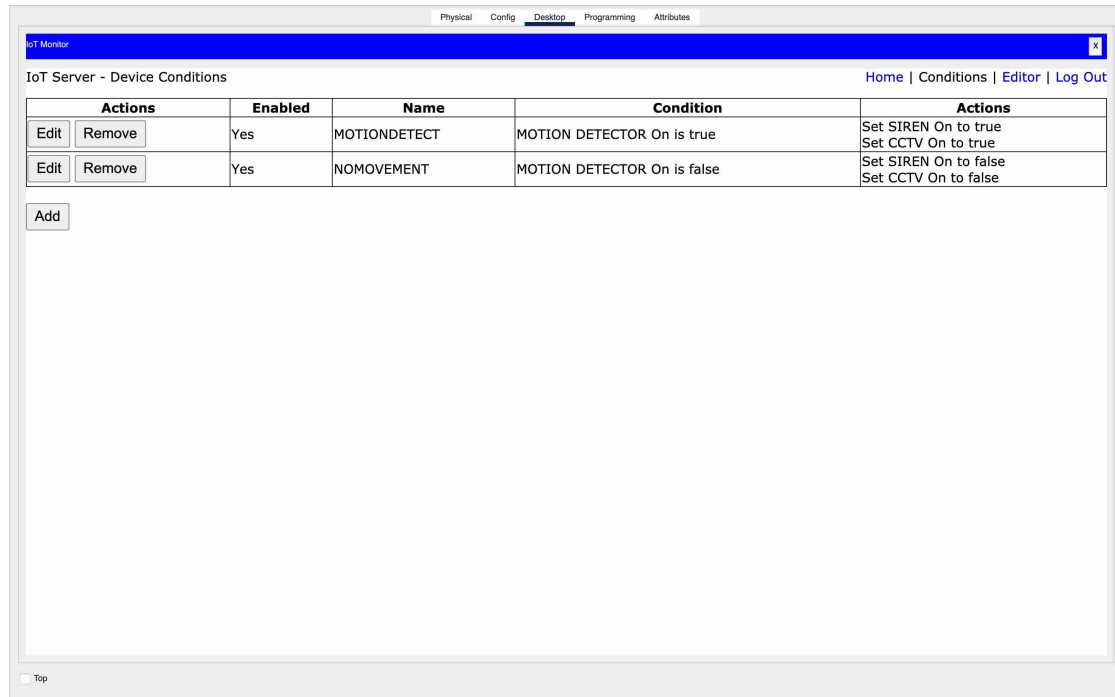 Physical Config Desktop Programming Attributes
IoT Monitor X
IoT Server - Device Conditions Home | Conditions | Editor | Log Out
Actions Enabled Name Condition Actions
Edit Remove Yes MOTIONDETECT MOTION DETECTOR On is true Set SIREN On to true
Set CCTV On to true
Edit Remove Yes NOMOVEMENT MOTION DETECTOR On is false Set SIREN On to false
Set CCTV On to false
Add
Top